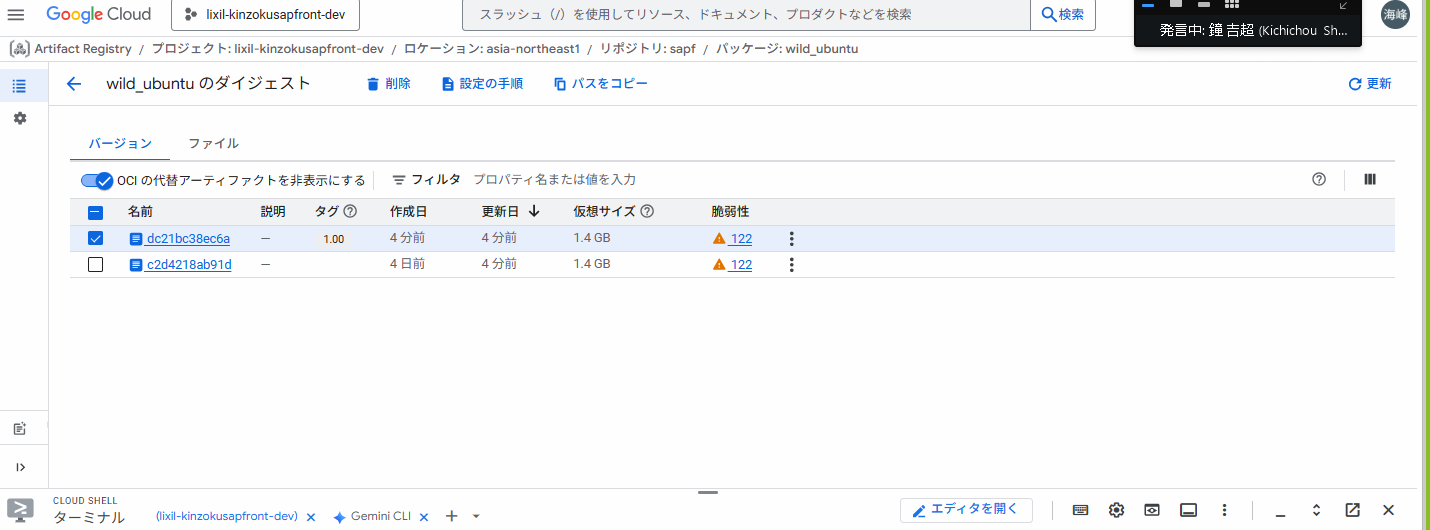 Google Cloud lixil-kinzokusapfront-dev スラッシュ（/）を使用してリソース、ドキュメント、プロダクトなどを検索 検索 海峰
発言中: 鐘 吉超 (Kichichou Sh...
Artifact Registry / プロジェクト: lixil-kinzokusapfront-dev / ロケーション: asia-northeast1 / リポジトリ: sapf / パッケージ: wild_ubuntu
wild_ubuntu のダイジェスト 削除 設定の手順 パスをコピー 更新
バージョン ファイル
OCI の代替アーティファクトを非表示にする フィルタ プロパティ名または値を入力
名前 説明 タグ 作成日 更新日 仮想サイズ 脆弱性
dc21bc38ec6a — 1.00 4 分前 4 分前 1.4 GB 122
c2d4218ab91d — 4 日前 4 分前 1.4 GB 122
CLOUD SHELL
ターミナル (lixil-kinzokusapfront-dev) Gemini CLI エディタを開く